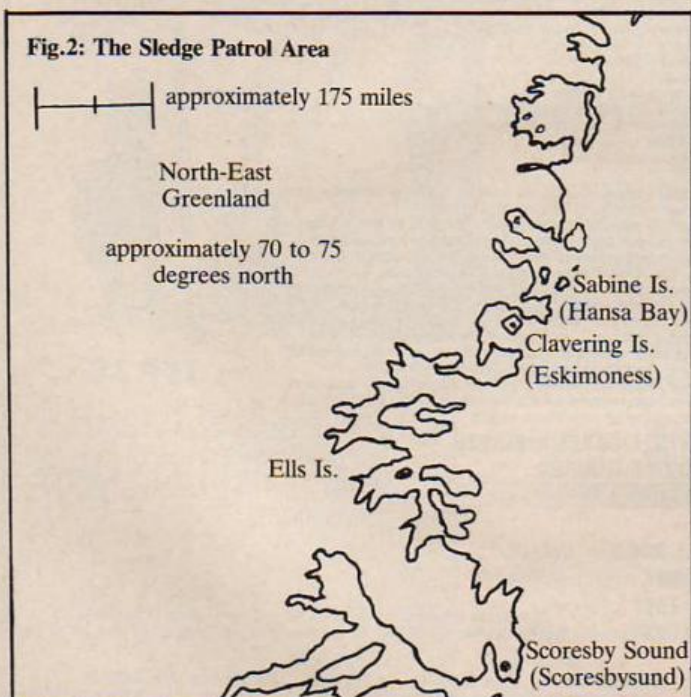 Fig.2: The Sledge Patrol Area
approximately 175 miles
North-East
Greenland
approximately 70 to 75
degrees north
Sabine Is.
(Hansa Bay)
Clavering Is.
(Eskimoness)
Ells Is.
Scoresby Sound
(Scoresbysund)